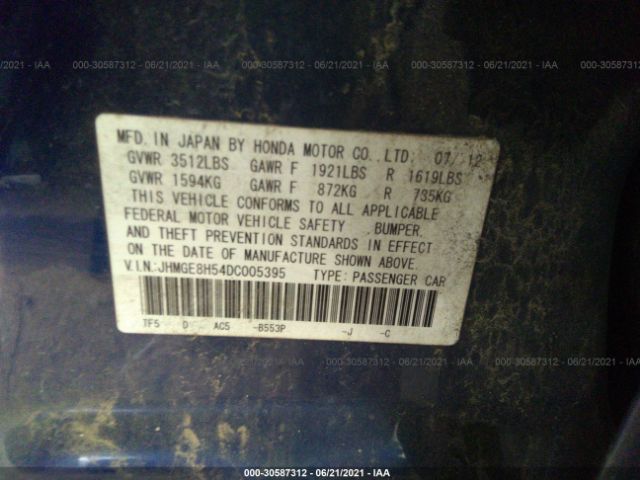 000-30587312 - 06/21/2021 - IAA
MFD. IN JAPAN BY HONDA MOTOR CO., LTD. 07 12
GVWR 3512LBS GAWR F 1921LBS R 1619LBS
GVWR 1594KG GAWR F 872KG R 735KG
THIS VEHICLE CONFORMS TO ALL APPLICABLE
FEDERAL MOTOR VEHICLE SAFETY , BUMPER,
AND THEFT PREVENTION STANDARDS IN EFFECT
ON THE DATE OF MANUFACTURE SHOWN ABOVE.
V.IN.:JHMGE8H54DC005395 TYPE: PASSENGER CAR
TF5 D AC5 -B553P -J -C
000-30587312 - 06/21/2021 - IAA